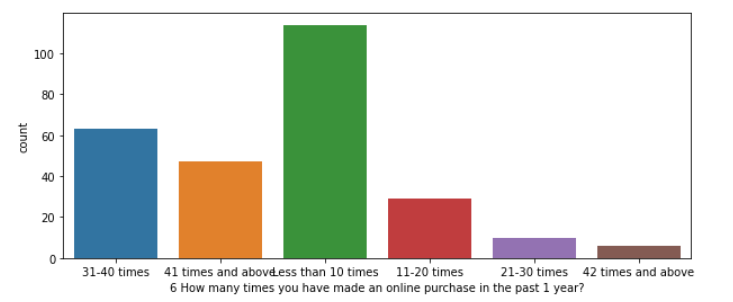 100
80
60
40
20
0
count
31-40 times
41 times and above
Less than 10 times
11-20 times
21-30 times
42 times and above
6 How many times you have made an online purchase in the past 1 year?